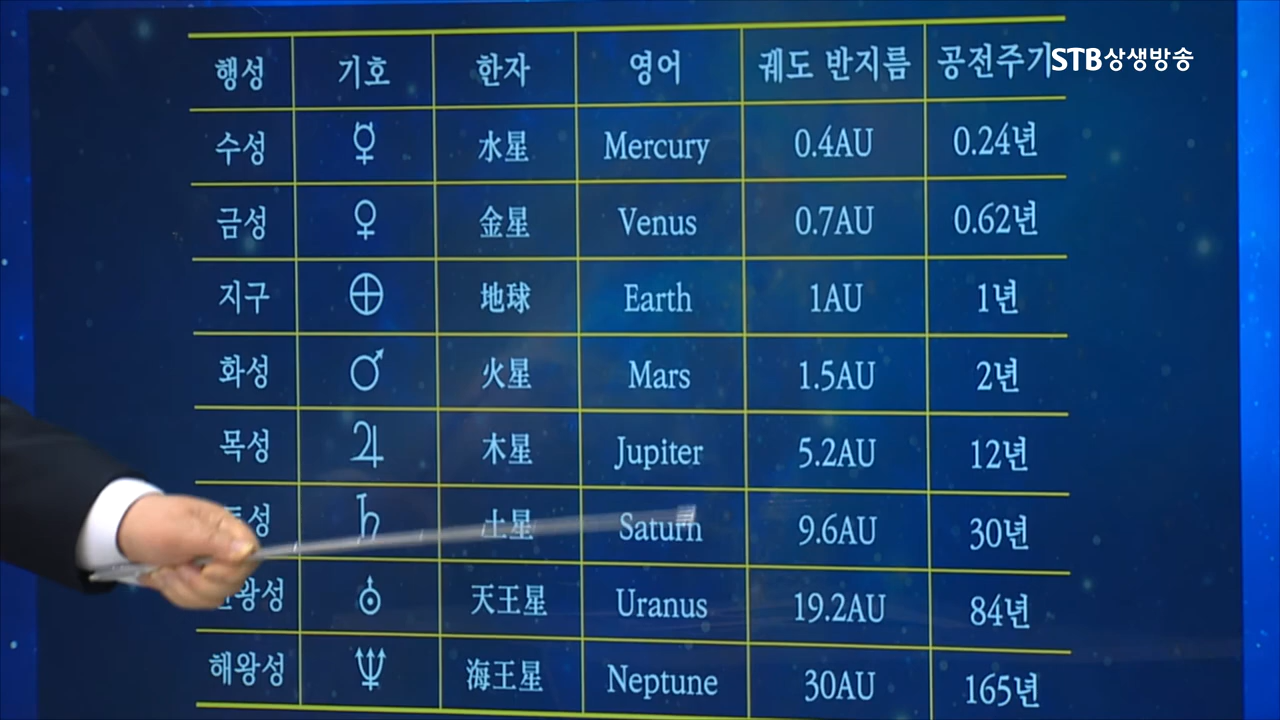 행성 기호 한자 영어 궤도 반지름 공전주기
STB상생방송
수성 ☿ 水星 Mercury 0.4AU 0.24년
금성 ♀ 金星 Venus 0.7AU 0.62년
지구 ⊕ 地球 Earth 1AU 1년
화성 ♂ 火星 Mars 1.5AU 2년
목성 ♃ 木星 Jupiter 5.2AU 12년
♄ 土星 Saturn 9.6AU 30년
⛢ 天王星 Uranus 19.2AU 84년
해왕성 ♆ 海王星 Neptune 30AU 165년